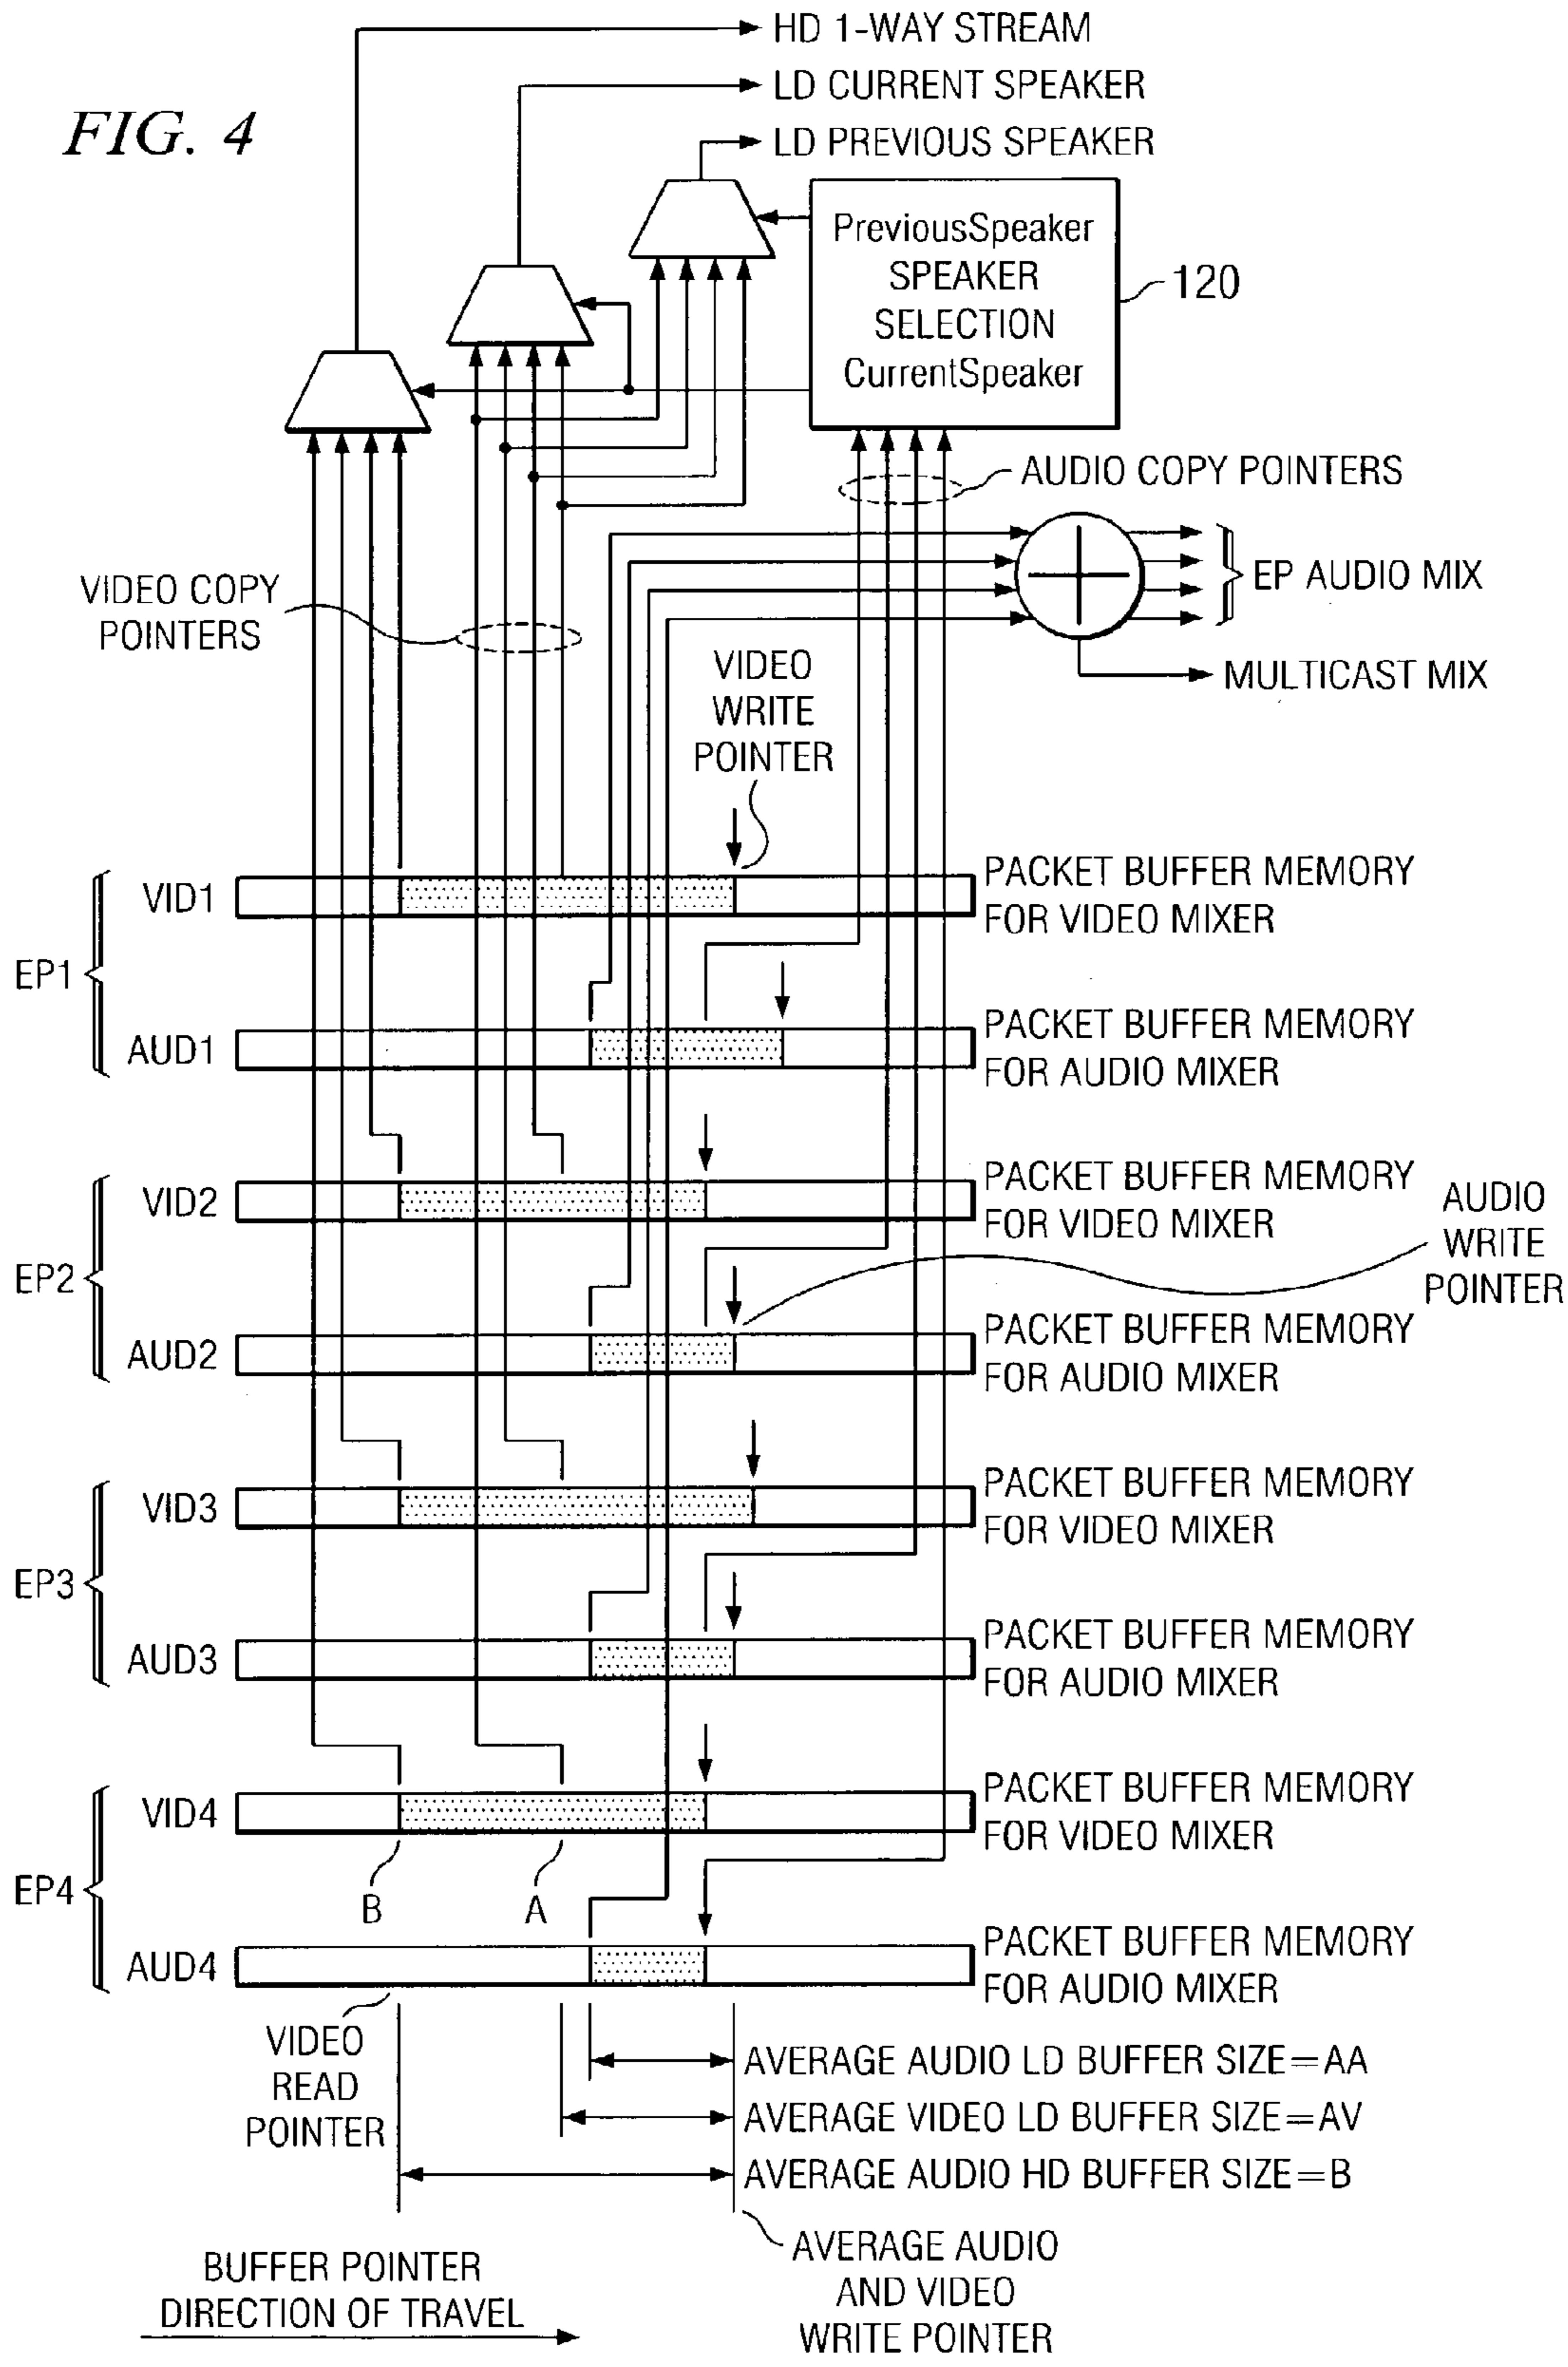 HD 1-WAY STREAM
LD CURRENT SPEAKER
FIG. 4
LD PREVIOUS SPEAKER
PreviousSpeaker
SPEAKER
SELECTION
CurrentSpeaker
120
AUDIO COPY POINTERS
VIDEO COPY
POINTERS
EP AUDIO MIX
MULTICAST MIX
VIDEO
WRITE
POINTER
EP1
VID1
PACKET BUFFER MEMORY
FOR VIDEO MIXER
AUD1
PACKET BUFFER MEMORY
FOR AUDIO MIXER
EP2
VID2
PACKET BUFFER MEMORY
FOR VIDEO MIXER
AUDIO
WRITE
POINTER
AUD2
PACKET BUFFER MEMORY
FOR AUDIO MIXER
EP3
VID3
PACKET BUFFER MEMORY
FOR VIDEO MIXER
AUD3
PACKET BUFFER MEMORY
FOR AUDIO MIXER
EP4
VID4
PACKET BUFFER MEMORY
FOR VIDEO MIXER
B
A
AUD4
PACKET BUFFER MEMORY
FOR AUDIO MIXER
VIDEO
READ
POINTER
AVERAGE AUDIO LD BUFFER SIZE=AA
AVERAGE VIDEO LD BUFFER SIZE=AV
AVERAGE AUDIO HD BUFFER SIZE=B
AVERAGE AUDIO
AND VIDEO
WRITE POINTER
BUFFER POINTER
DIRECTION OF TRAVEL